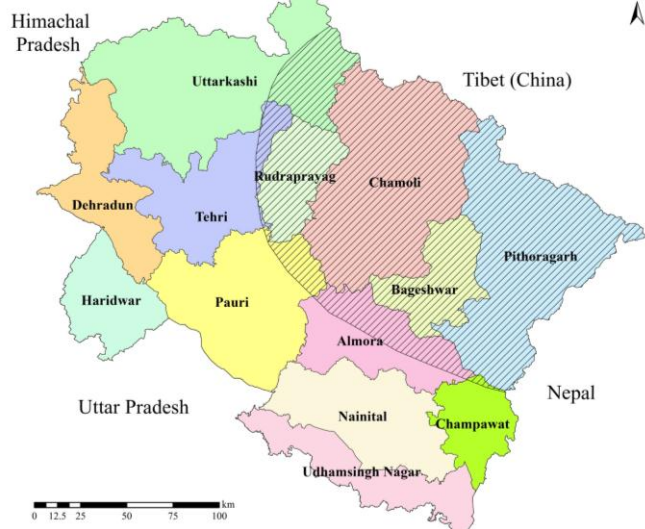 Himachal
Pradesh
Uttarkashi
Tibet (China)
Rudraprayag
Chamoli
Dehradun
Tehri
Pithoragarh
Bageshwar
Haridwar
Pauri
Almora
Nepal
Uttar Pradesh
Nainital
Champawat
Udhamsingh Nagar
km
0 12.5 25 50 75 100